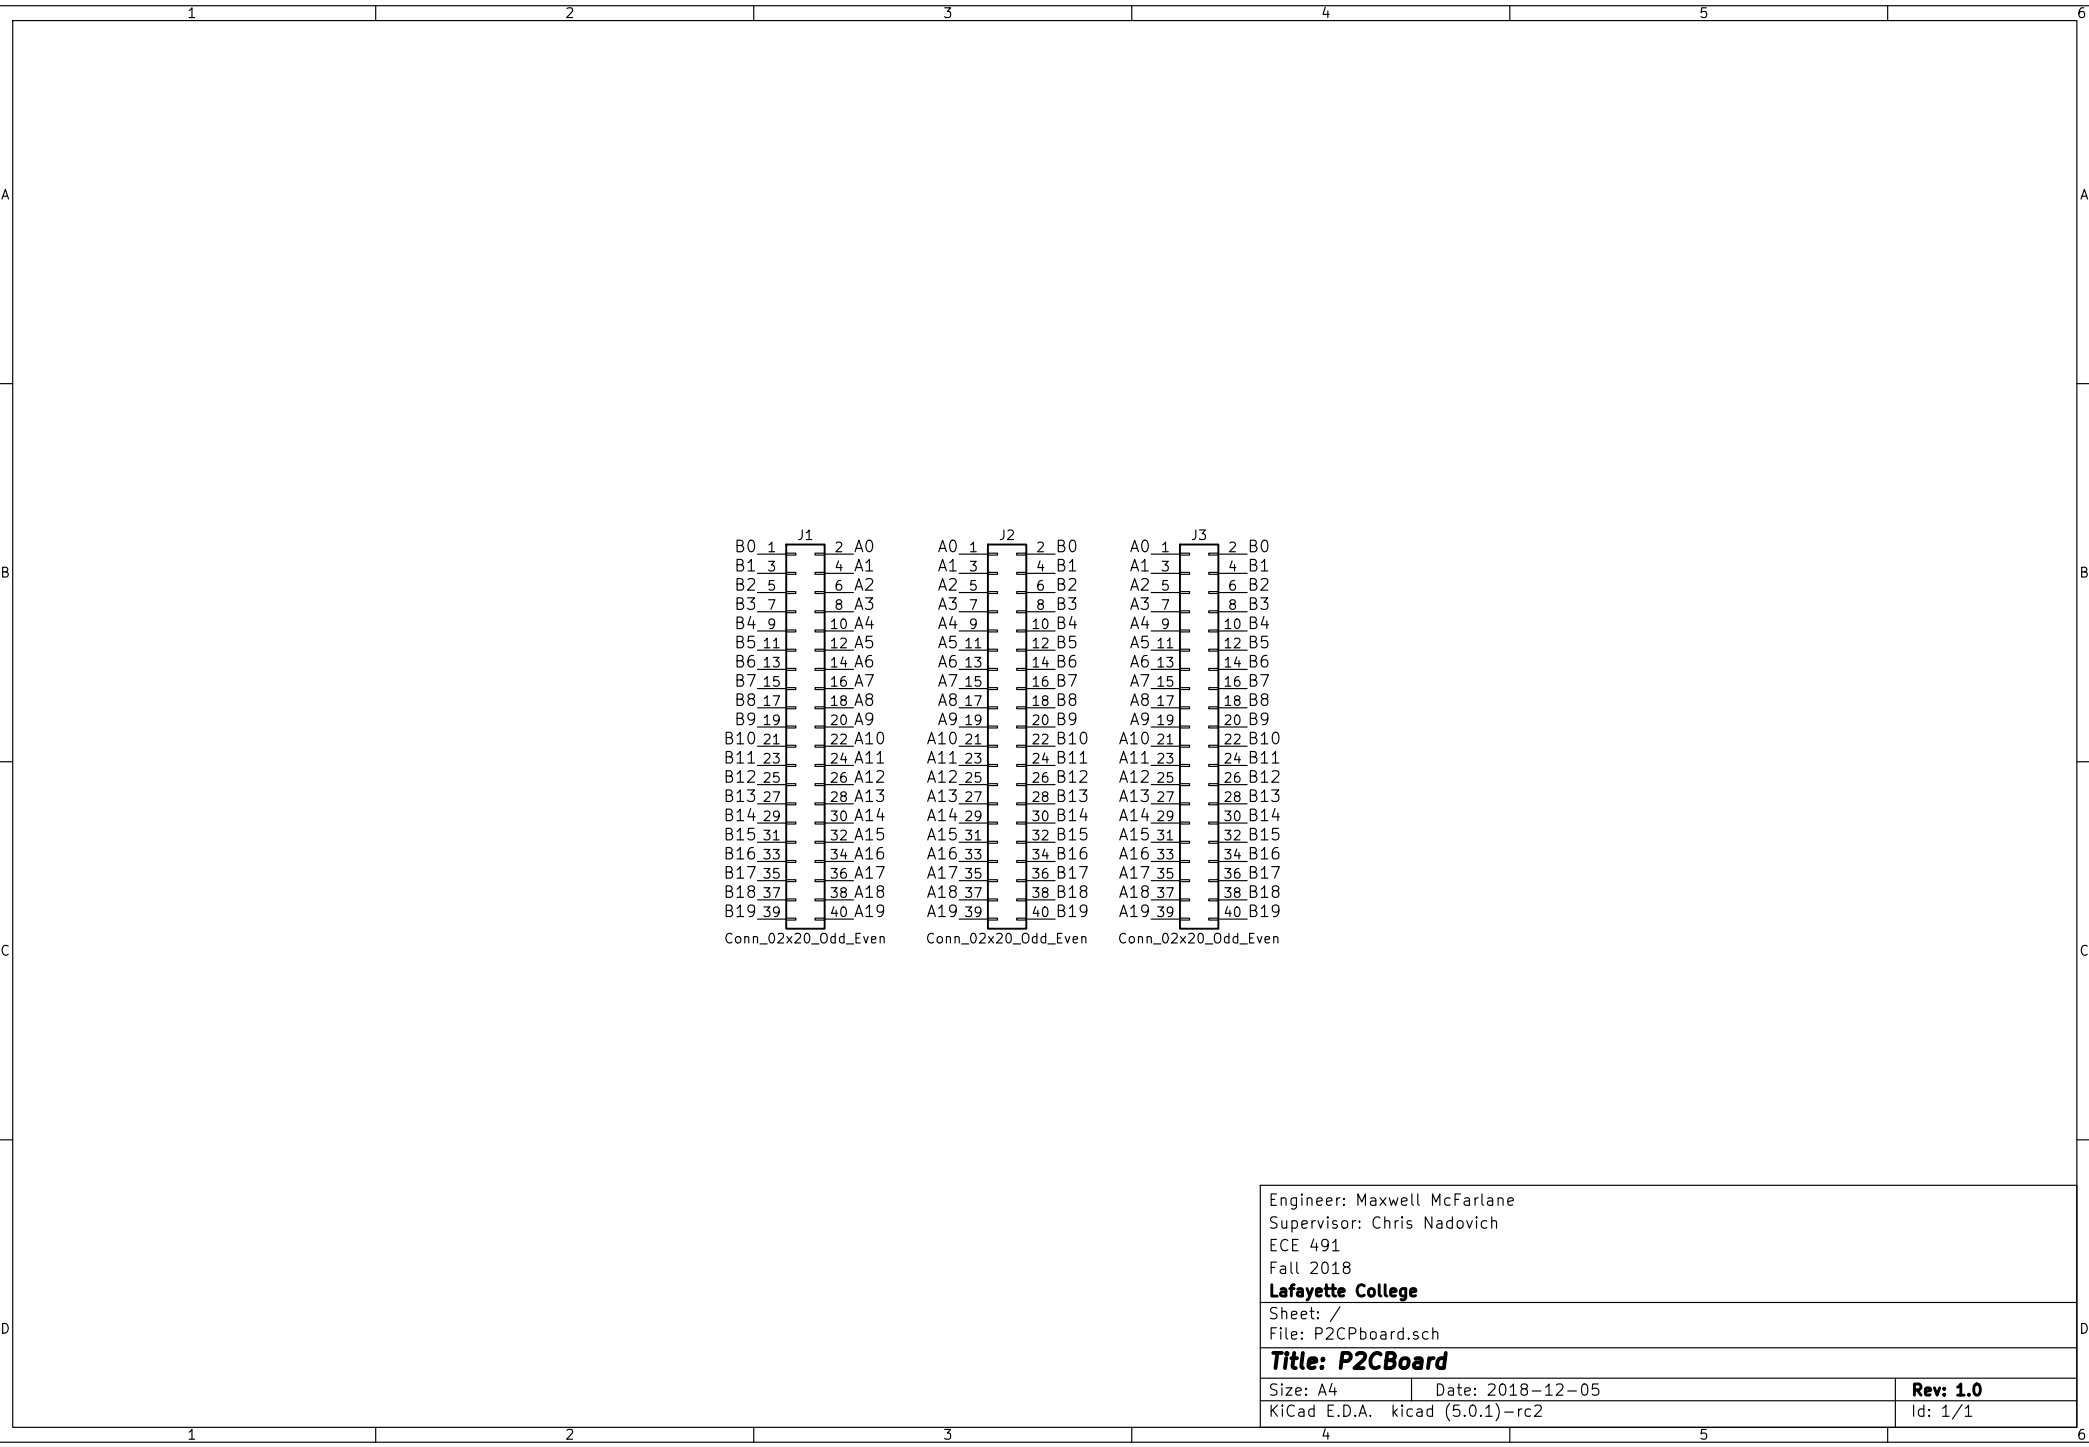 1 2 3 4 5 6
A A
J1 J2 J3
B0 1 2 A0 A0 1 2 B0 A0 1 2 B0
B1 3 4 A1 A1 3 4 B1 A1 3 4 B1
B B
B2 5 6 A2 A2 5 6 B2 A2 5 6 B2
B3 7 8 A3 A3 7 8 B3 A3 7 8 B3
B4 9 10 A4 A4 9 10 B4 A4 9 10 B4
B5 11 12 A5 A5 11 12 B5 A5 11 12 B5
B6 13 14 A6 A6 13 14 B6 A6 13 14 B6
B7 15 16 A7 A7 15 16 B7 A7 15 16 B7
B8 17 18 A8 A8 17 18 B8 A8 17 18 B8
B9 19 20 A9 A9 19 20 B9 A9 19 20 B9
B10 21 22 A10 A10 21 22 B10 A10 21 22 B10
B11 23 24 A11 A11 23 24 B11 A11 23 24 B11
B12 25 26 A12 A12 25 26 B12 A12 25 26 B12
B13 27 28 A13 A13 27 28 B13 A13 27 28 B13
B14 29 30 A14 A14 29 30 B14 A14 29 30 B14
B15 31 32 A15 A15 31 32 B15 A15 31 32 B15
B16 33 34 A16 A16 33 34 B16 A16 33 34 B16
B17 35 36 A17 A17 35 36 B17 A17 35 36 B17
B18 37 38 A18 A18 37 38 B18 A18 37 38 B18
B19 39 40 A19 A19 39 40 B19 A19 39 40 B19
Conn_02x20_Odd_Even Conn_02x20_Odd_Even Conn_02x20_Odd_Even
C C
Engineer: Maxwell McFarlane
Supervisor: Chris Nadovich
ECE 491
Fall 2018
Lafayette College
Sheet: /
D D
File: P2CPboard.sch
Title: P2CBoard
Size: A4 Date: 2018-12-05 Rev: 1.0
KiCad E.D.A. kicad (5.0.1)-rc2 Id: 1/1
1 2 3 4 5 6